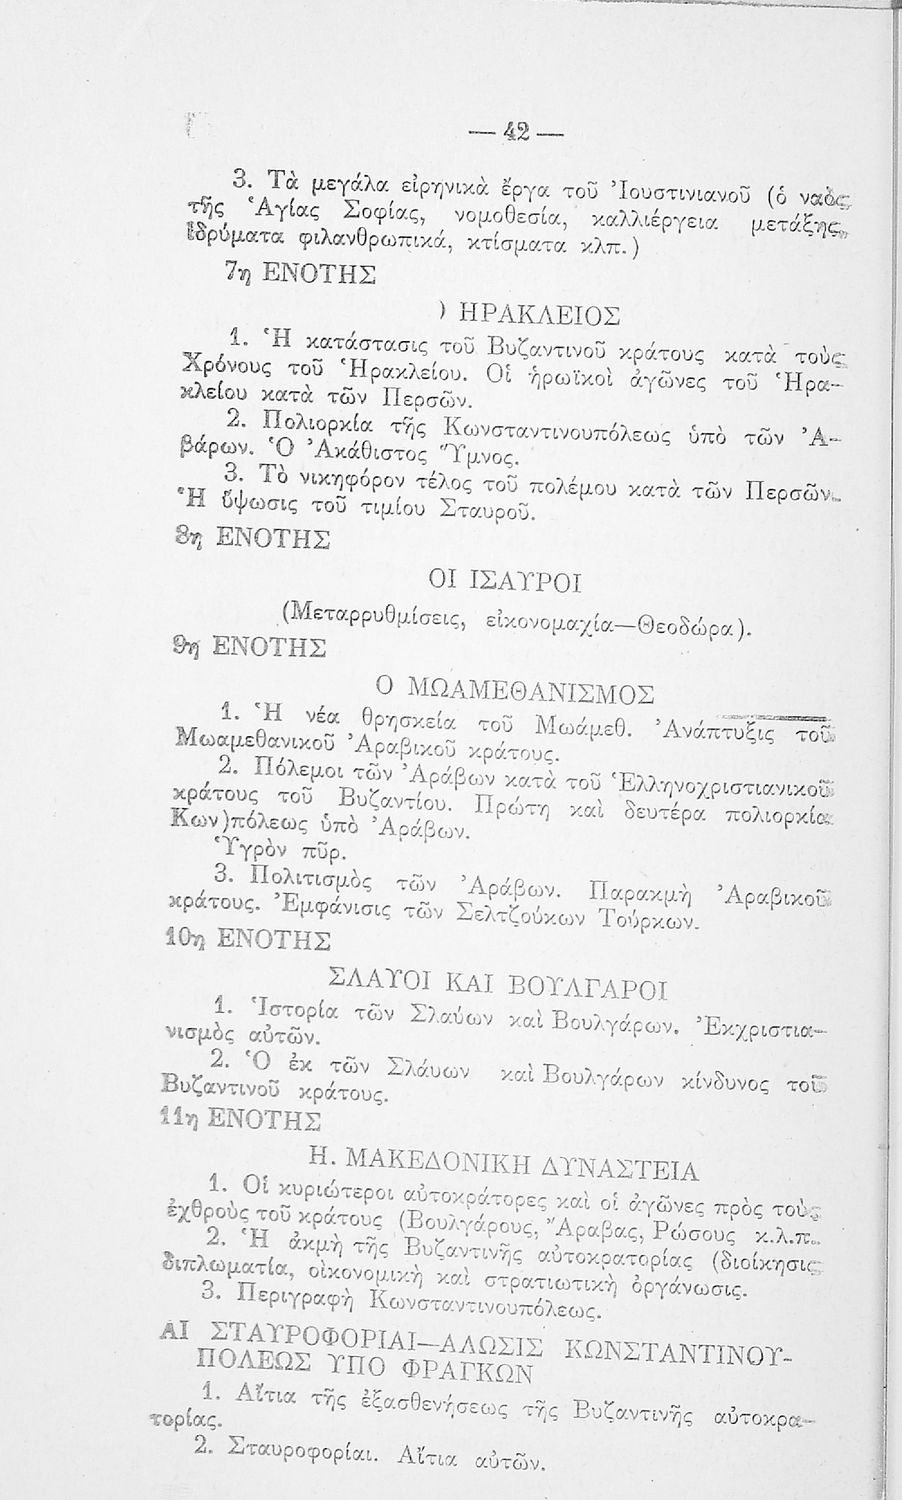 — 42 —
3. Τὰ μεγάλα εἰρηνικὰ ἔργα τοῦ Ἰουστινιανοῦ (ὁ ναὸς
τῆς Ἁγίας Σοφίας, νομοθεσία, καλλιέργεια μετάξης,
ἱδρύματα φιλανθρωπικά, κτίσματα κλπ.)
7η ΕΝΟΤΗΣ
) ΗΡΑΚΛΕΙΟΣ
1. Ἡ κατάστασις τοῦ Βυζαντινοῦ κράτους κατὰ τοὺς
Χρόνους τοῦ Ἡρακλείου. Οἱ ἡρωϊκοὶ ἀγῶνες τοῦ Ἡρα-
κλείου κατὰ τῶν Περσῶν.
2. Πολιορκία τῆς Κωνσταντινουπόλεως ὑπὸ τῶν Ἀ-
βάρων. Ὁ Ἀκάθιστος Ὕμνος.
3. Τὸ νικηφόρον τέλος τοῦ πολέμου κατὰ τῶν Περσῶν.
Ἡ ὕψωσις τοῦ τιμίου Σταυροῦ.
8η ΕΝΟΤΗΣ
ΟΙ ΙΣΑΥΡΟΙ
(Μεταρρυθμίσεις, εἰκονομαχία—Θεοδώρα).
9η ΕΝΟΤΗΣ
Ο ΜΩΑΜΕΘΑΝΙΣΜΟΣ
1. Ἡ νέα θρησκεία τοῦ Μωάμεθ. Ἀνάπτυξις τοῦ
Μωαμεθανικοῦ Ἀραβικοῦ κράτους.
2. Πόλεμοι τῶν Ἀράβων κατὰ τοῦ Ἑλληνοχριστιανικοῦ
κράτους τοῦ Βυζαντίου. Πρώτη καὶ δευτέρα πολιορκία
Κων)πόλεως ὑπὸ Ἀράβων.
Ὑγρὸν πῦρ.
3. Πολιτισμὸς τῶν Ἀράβων. Παρακμὴ Ἀραβικοῦ
κράτους. Ἐμφάνισις τῶν Σελτζούκων Τούρκων.
10η ΕΝΟΤΗΣ
ΣΛΑΥΟΙ ΚΑΙ ΒΟΥΛΓΑΡΟΙ
1. Ἱστορία τῶν Σλαύων καὶ Βουλγάρων. Ἐκχριστια-
νισμὸς αὐτῶν.
2. Ὁ ἐκ τῶν Σλάυων καὶ Βουλγάρων κίνδυνος τοῦ
Βυζαντινοῦ κράτους.
11η ΕΝΟΤΗΣ
Η. ΜΑΚΕΔΟΝΙΚΗ ΔΥΝΑΣΤΕΙΑ
1. Οἱ κυριώτεροι αὐτοκράτορες καὶ οἱ ἀγῶνες πρὸς τοὺς
ἐχθροὺς τοῦ κράτους (Βουλγάρους, Ἄραβας, Ρώσους κ.λ.π.
2. Ἡ ἀκμὴ τῆς Βυζαντινῆς αὐτοκρατορίας (διοίκησις
διπλωματία, οἰκονομικὴ καὶ στρατιωτικὴ ὀργάνωσις.
3. Περιγραφὴ Κωνσταντινουπόλεως.
ΑΙ ΣΤΑΥΡΟΦΟΡΙΑΙ—ΑΛΩΣΙΣ ΚΩΝΣΤΑΝΤΙΝΟΥ-
ΠΟΛΕΩΣ ΥΠΟ ΦΡΑΓΚΩΝ
1. Αἴτια τῆς ἐξασθενήσεως τῆς Βυζαντινῆς αὐτοκρα-
τορίας.
2. Σταυροφορίαι. Αἴτια αὐτῶν.